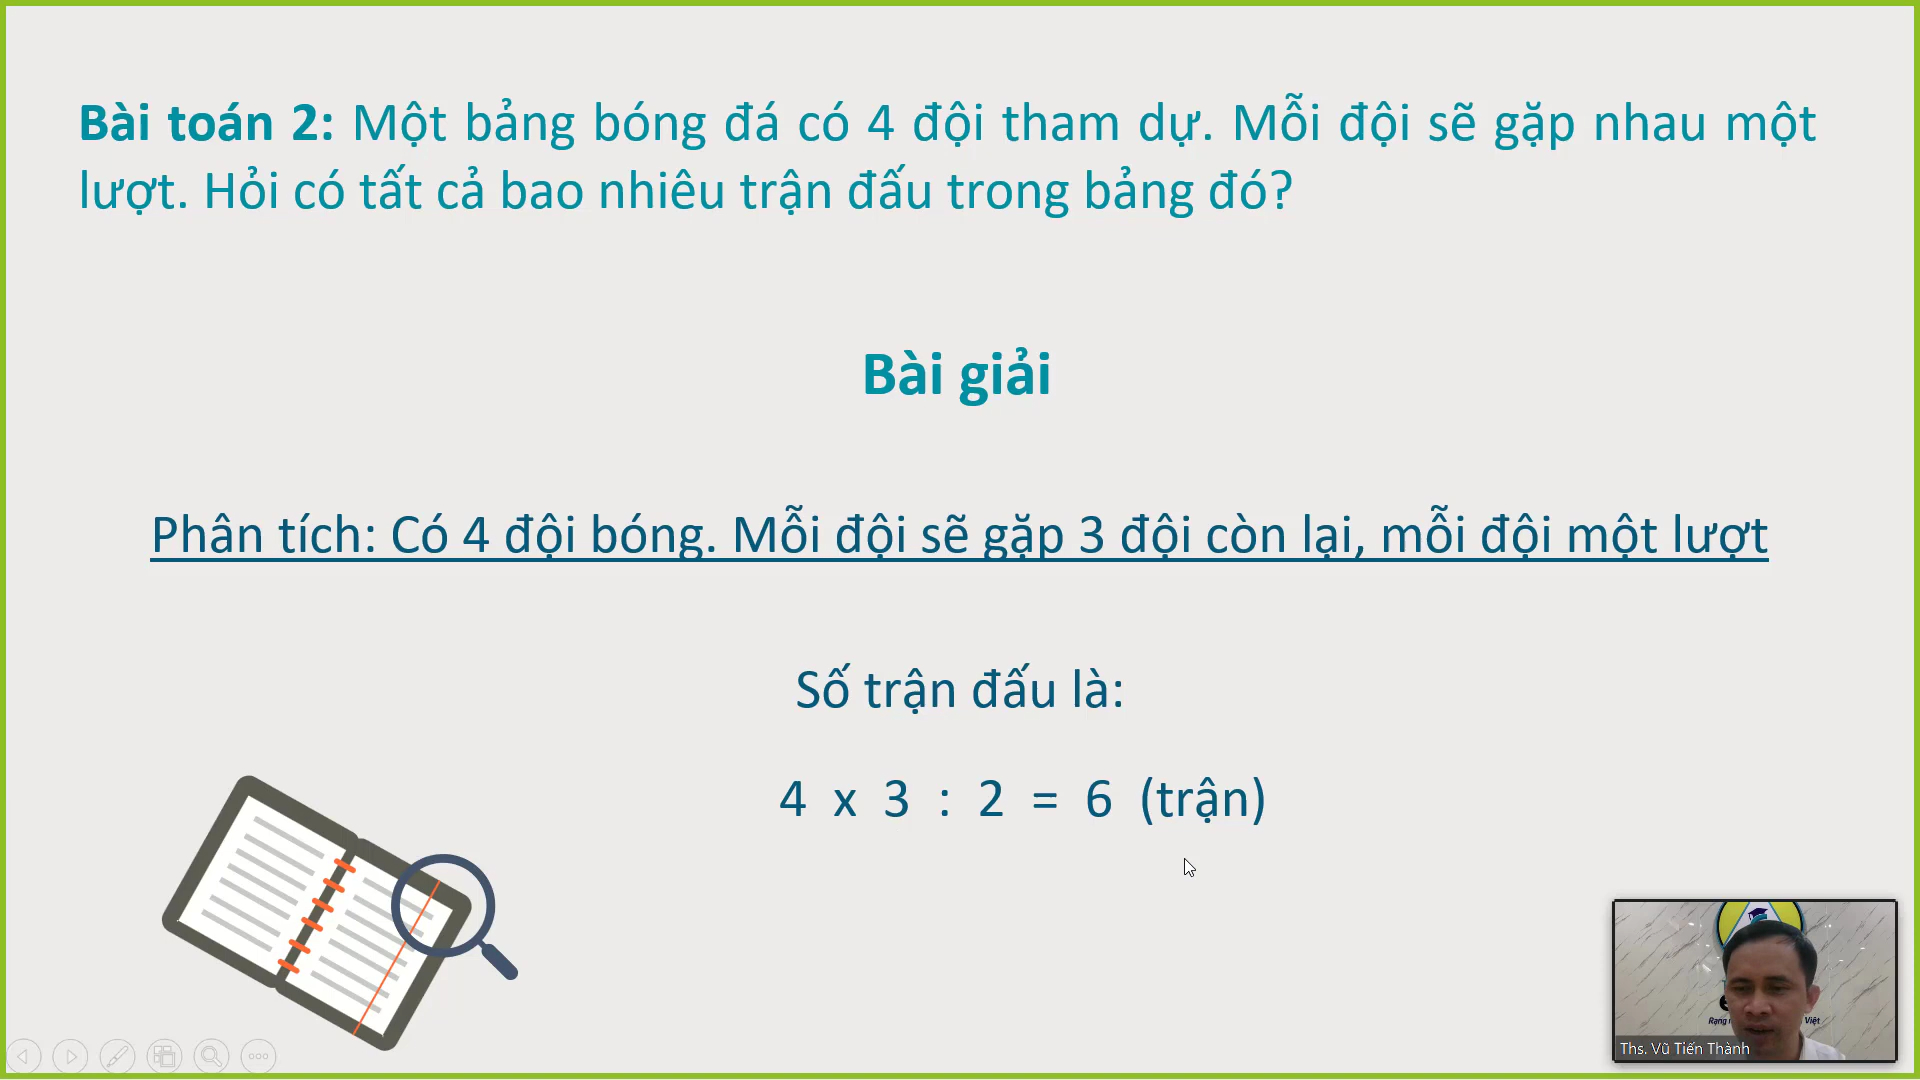 Bài toán 2: Một bảng bóng đá có 4 đội tham dự. Mỗi đội sẽ gặp nhau một
lượt. Hỏi có tất cả bao nhiêu trận đấu trong bảng đó?
Bài giải
Phân tích: Có 4 đội bóng. Mỗi đội sẽ gặp 3 đội còn lại, mỗi đội một lượt
Số trận đấu là:
4 x 3 : 2 = 6 (trận)
Việt
Ths. Vũ Tiến Thành